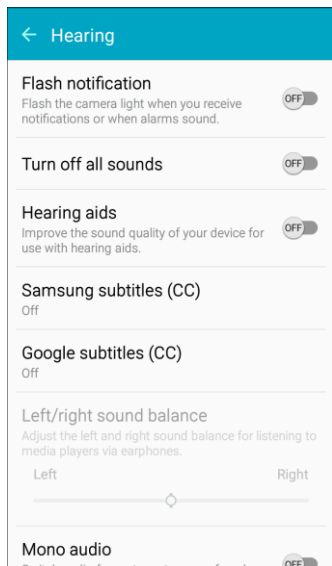 Hearing
Flash notification
Flash the camera light when you receive
notifications or when alarms sound.
OFF
Turn off all sounds
OFF
Hearing aids
Improve the sound quality of your device for
use with hearing aids.
OFF
Samsung subtitles (CC)
Off
Google subtitles (CC)
Off
Left/right sound balance
Adjust the left and right sound balance for listening to
media players via earphones.
Left Right
Mono audio
OFF